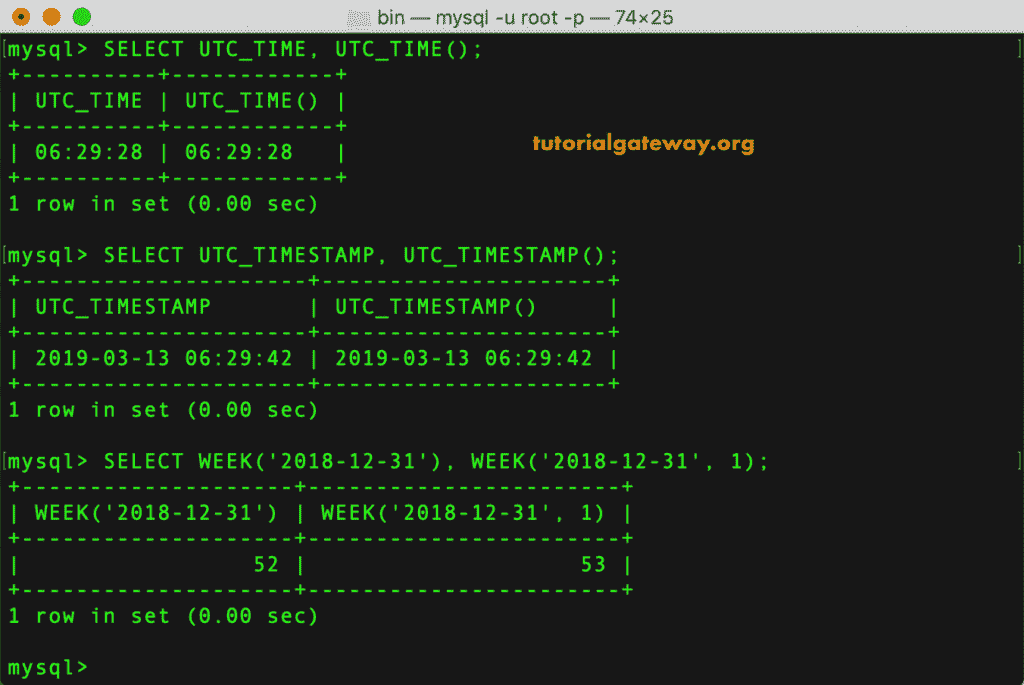 bin — mysql -u root -p — 74×25
[mysql> SELECT UTC_TIME, UTC_TIME(); ]
+----------+------------+
| UTC_TIME | UTC_TIME() |
+----------+------------+
| 06:29:28 | 06:29:28   |
+----------+------------+
tutorialgateway.org
1 row in set (0.00 sec)
[mysql> SELECT UTC_TIMESTAMP, UTC_TIMESTAMP(); ]
+---------------------+---------------------+
| UTC_TIMESTAMP       | UTC_TIMESTAMP()     |
+---------------------+---------------------+
| 2019-03-13 06:29:42 | 2019-03-13 06:29:42 |
+---------------------+---------------------+
1 row in set (0.00 sec)
[mysql> SELECT WEEK('2018-12-31'), WEEK('2018-12-31', 1); ]
+--------------------+-----------------------+
| WEEK('2018-12-31') | WEEK('2018-12-31', 1) |
+--------------------+-----------------------+
|                 52 |                    53 |
+--------------------+-----------------------+
1 row in set (0.00 sec)
mysql>